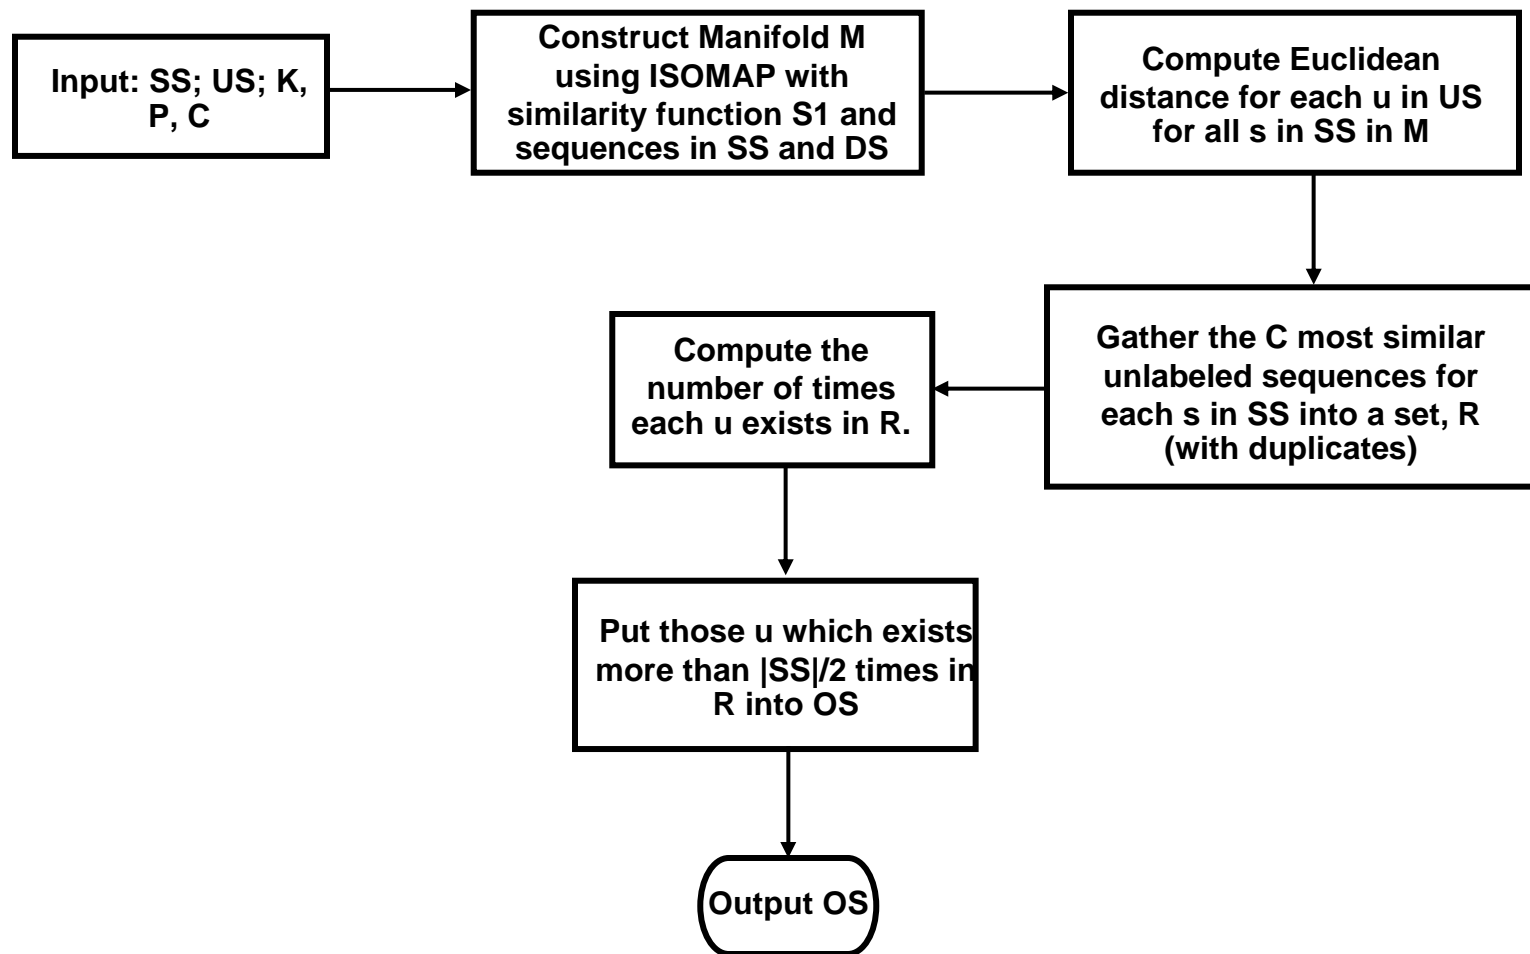 Input: SS; US; K,
P, C
Construct Manifold M
using ISOMAP with
similarity function S1 and
sequences in SS and DS
Compute Euclidean
distance for each u in US
for all s in SS in M
Gather the C most similar
unlabeled sequences for
each s in SS into a set, R
(with duplicates)
Compute the
number of times
each u exists in R.
Put those u which exists
more than |SS|/2 times in
R into OS
Output OS